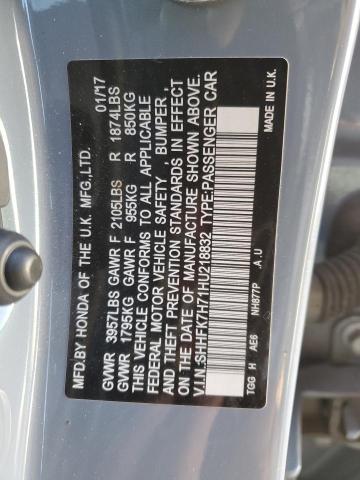 MFD.BY HONDA OF THE U.K. MFG.,LTD. 01/17
GVWR 3957LBS GAWR F 2105LBS R 1874LBS
GVWR 1795KG GAWR F 955KG R 850KG
THIS VEHICLE CONFORMS TO ALL APPLICABLE
FEDERAL MOTOR VEHICLE SAFETY, BUMPER,
& THEFT PREVENTION STANDARDS IN EFFECT
ON THE DATE OF MANUFACTURE SHOWN ABOVE.
V.I.N.:SHHFK7H71HU218832 TYPE:PASSENGER CAR
TGG H AE6 NH877P .A .U MADE IN U.K.